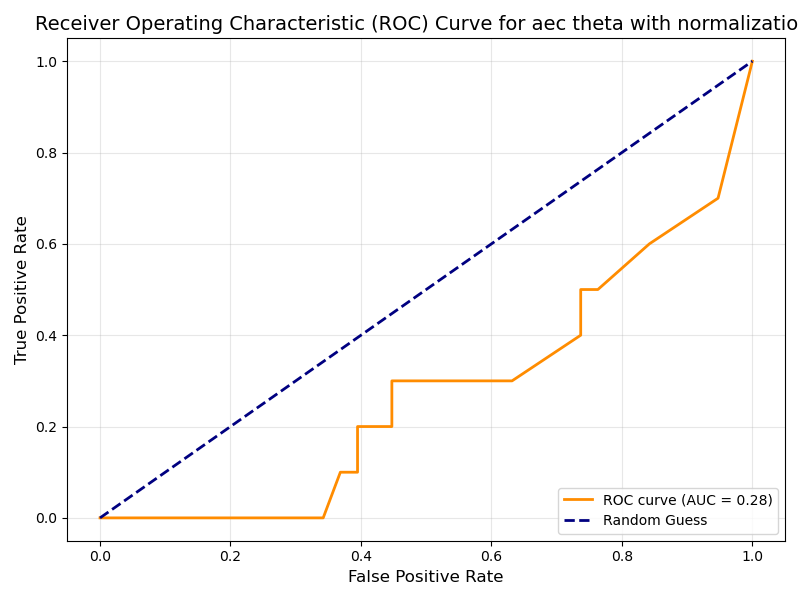 Receiver Operating Characteristic (ROC) Curve for aec theta with normalizatio
1.0
0.8
0.6
0.4
0.2
0.0
True Positive Rate
0.0 0.2 0.4 0.6 0.8 1.0
False Positive Rate
ROC curve (AUC = 0.28)
Random Guess